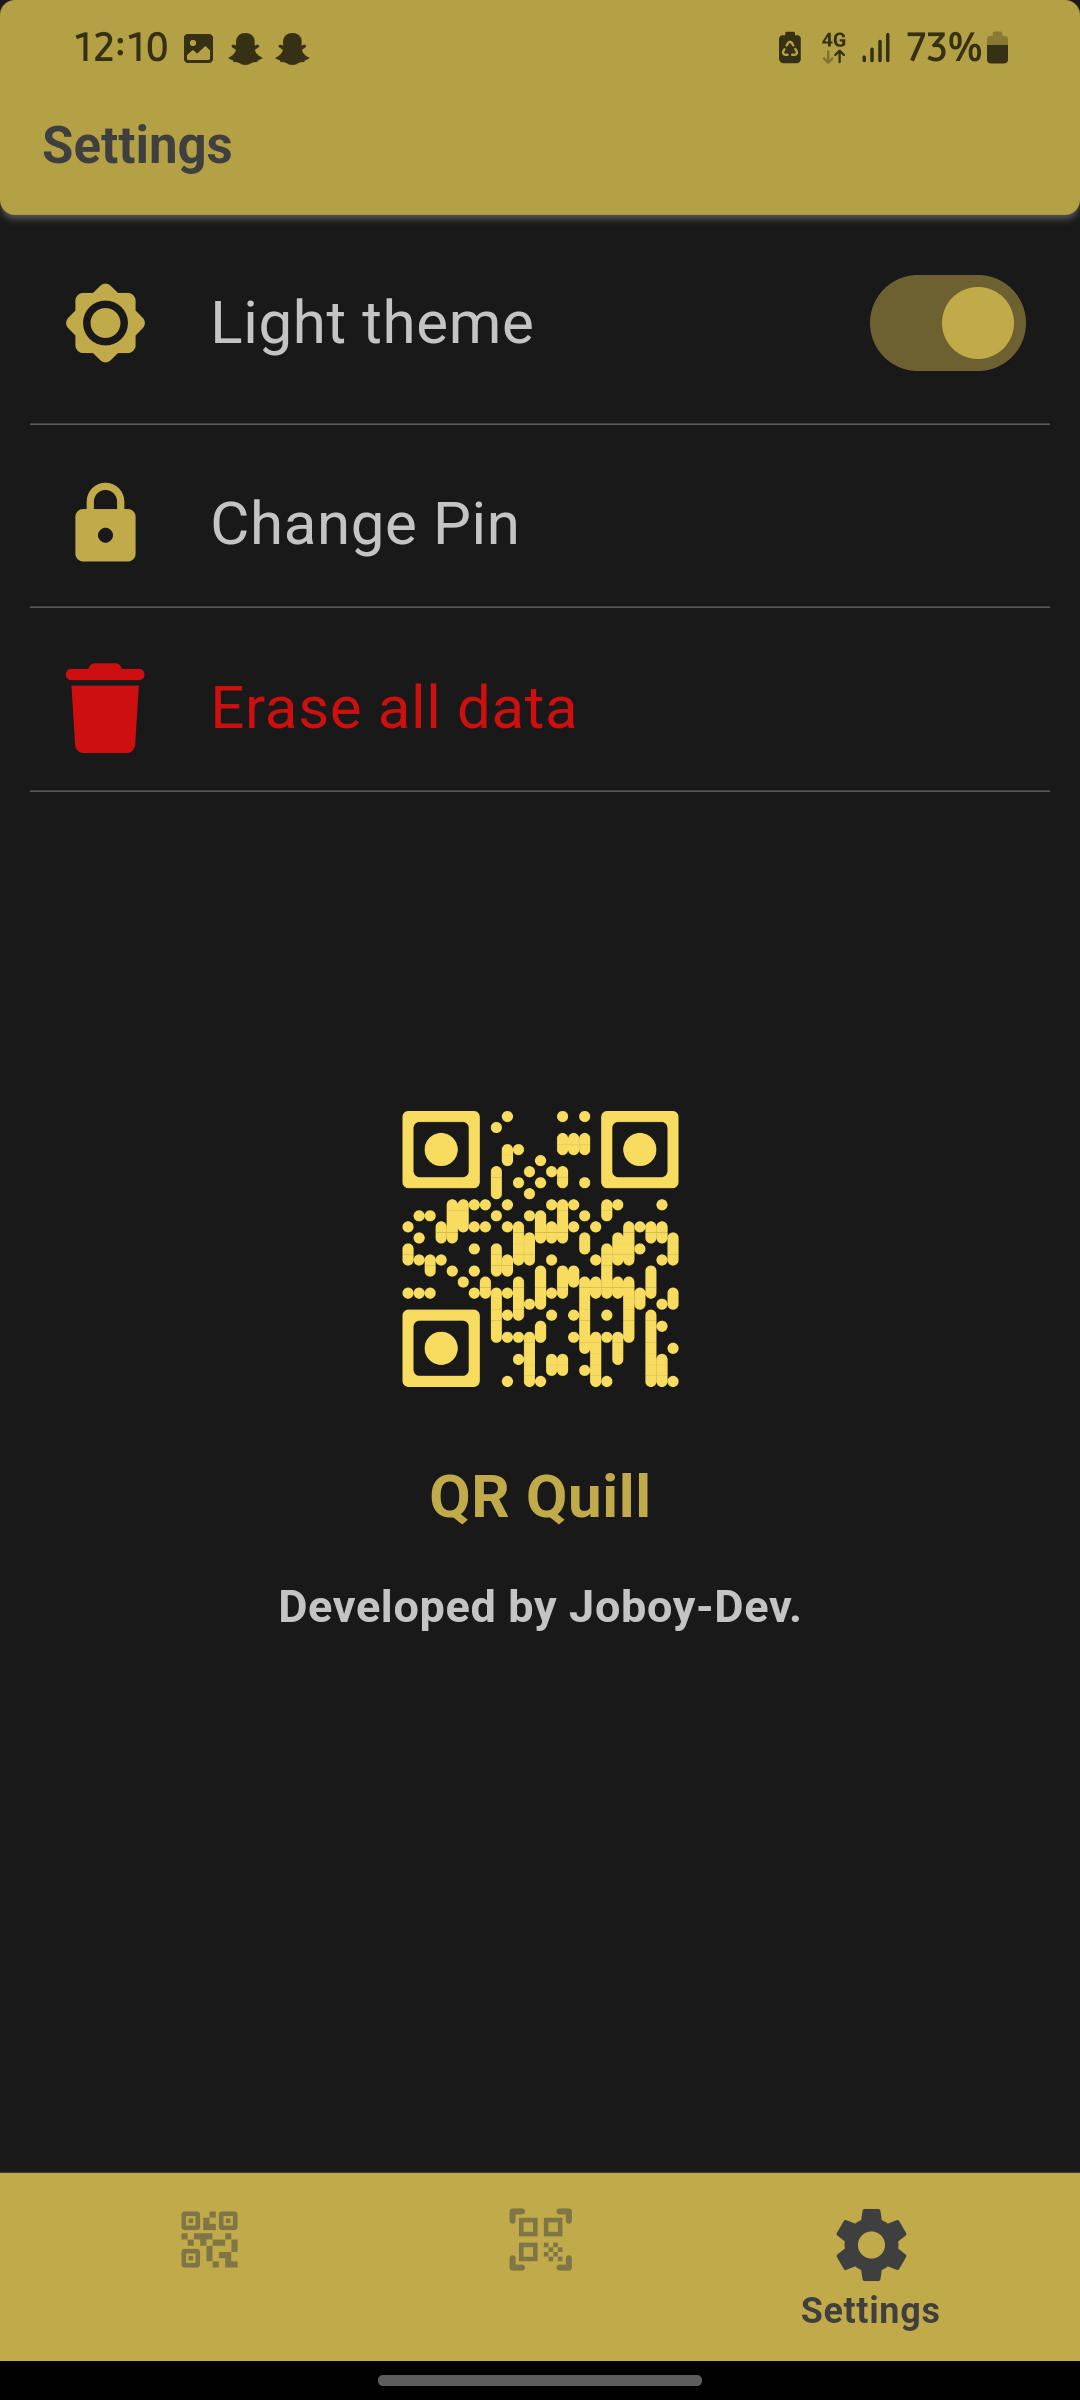 12:10 4G 73%
Settings
Light theme
Change Pin
Erase all data
QR Quill
Developed by Joboy-Dev.
Settings